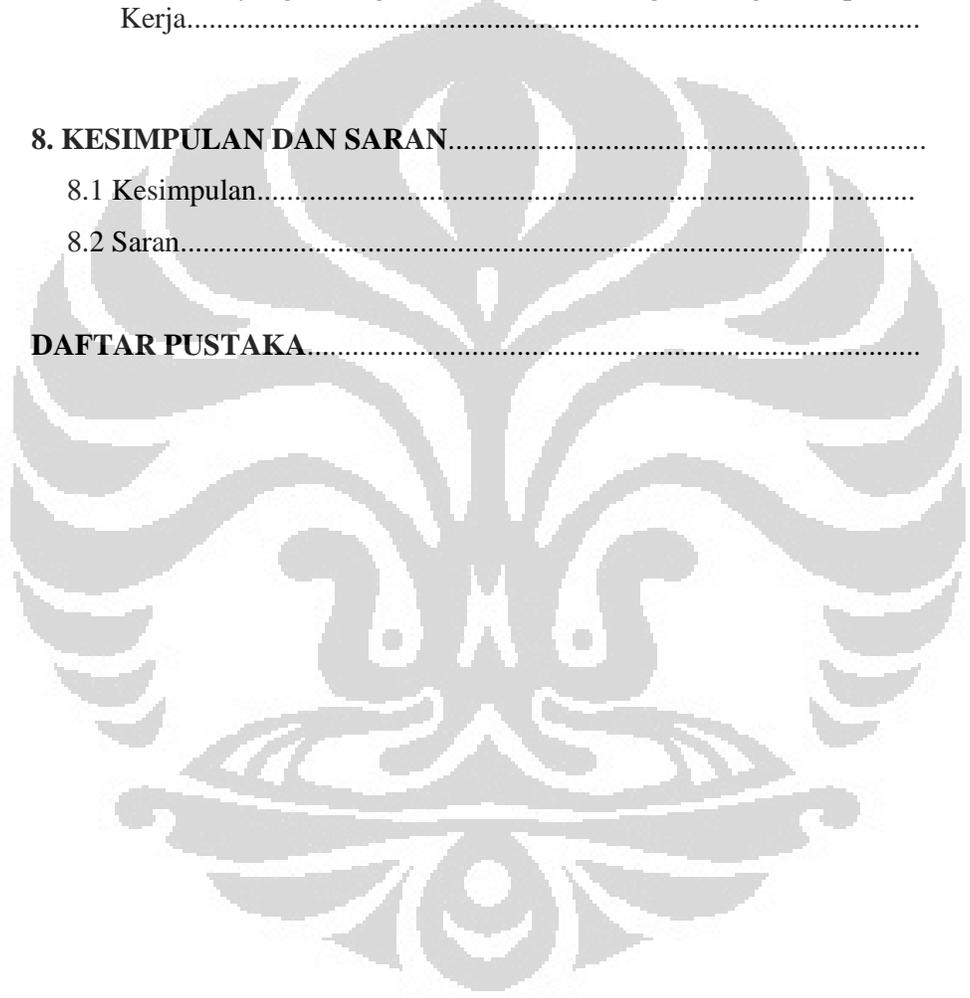 Kerja..................................................................................................
8. KESIMPULAN DAN SARAN................................................................
8.1 Kesimpulan........................................................................................
8.2 Saran..................................................................................................
DAFTAR PUSTAKA..................................................................................